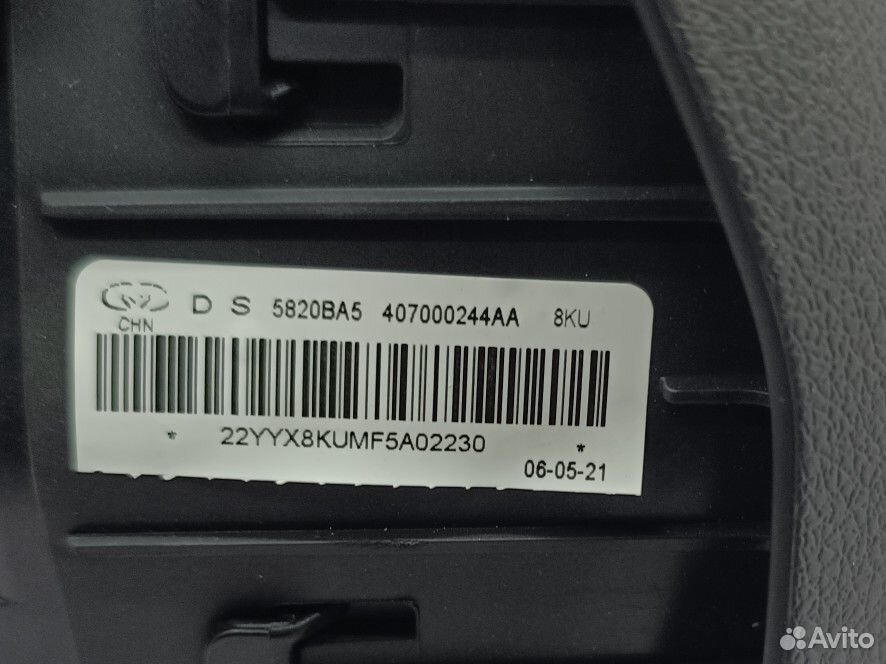 D S 5820BA5 407000244AA 8KU
CHN
* 22YYX8KUMF5A02230 *
06-05-21
Avito